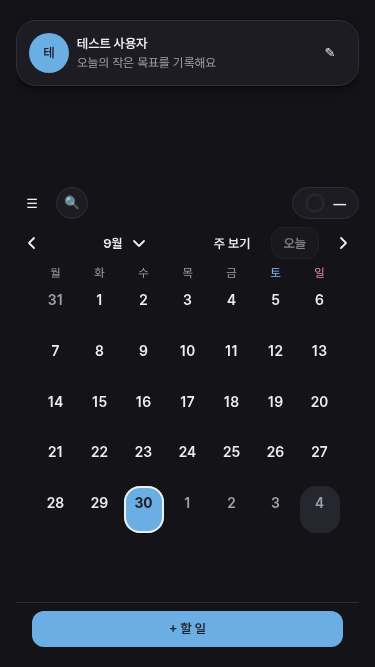 테
테스트 사용자
오늘의 작은 목표를 기록해요
—
9월
주 보기
오늘
월 화 수 목 금 토 일
31 1 2 3 4 5 6
7 8 9 10 11 12 13
14 15 16 17 18 19 20
21 22 23 24 25 26 27
28 29 30 1 2 3 4
+ 할 일